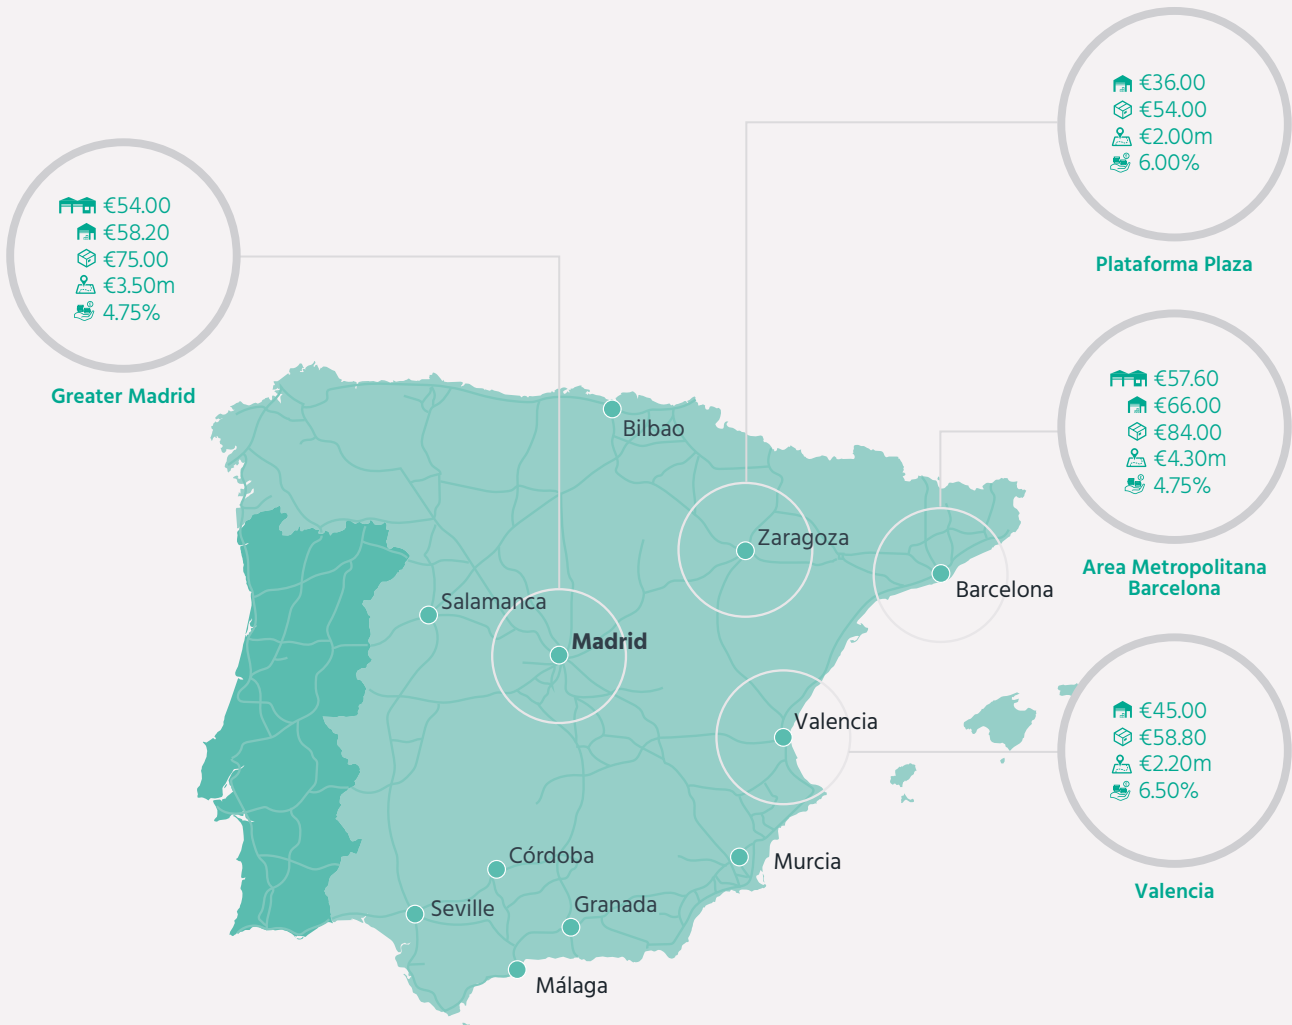 €36.00
€54.00
€2.00m
6.00%
Plataforma Plaza
€54.00
€58.20
€75.00
€3.50m
4.75%
Greater Madrid
€57.60
€66.00
€84.00
€4.30m
4.75%
Area Metropolitana
Barcelona
Bilbao
Zaragoza
Barcelona
Salamanca
Madrid
Valencia
€45.00
€58.80
€2.20m
6.50%
Valencia
Córdoba
Murcia
Seville
Granada
Málaga